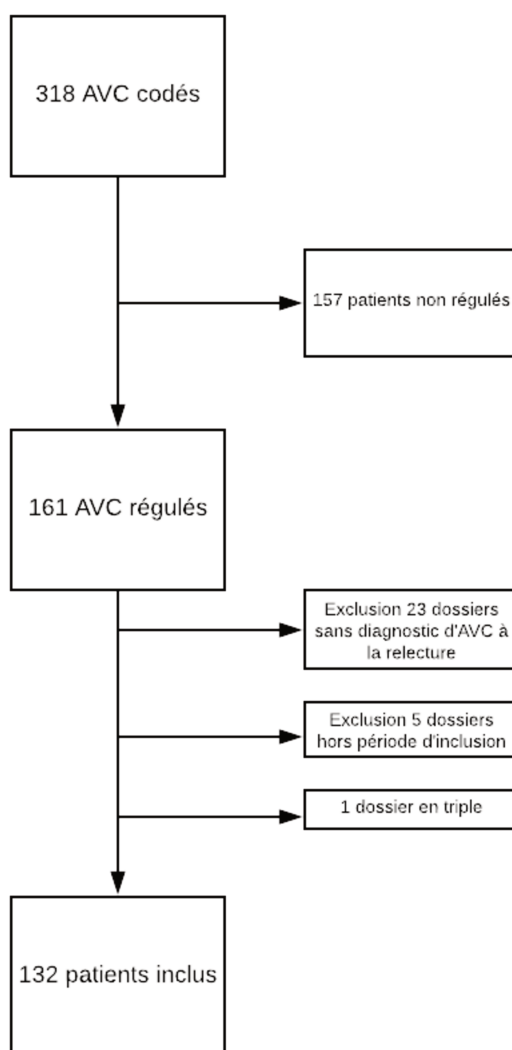 318 AVC codés
157 patients non régulés
161 AVC régulés
Exclusion 23 dossiers
sans diagnostic d'AVC à
la relecture
Exclusion 5 dossiers
hors période d'inclusion
1 dossier en triple
132 patients inclus